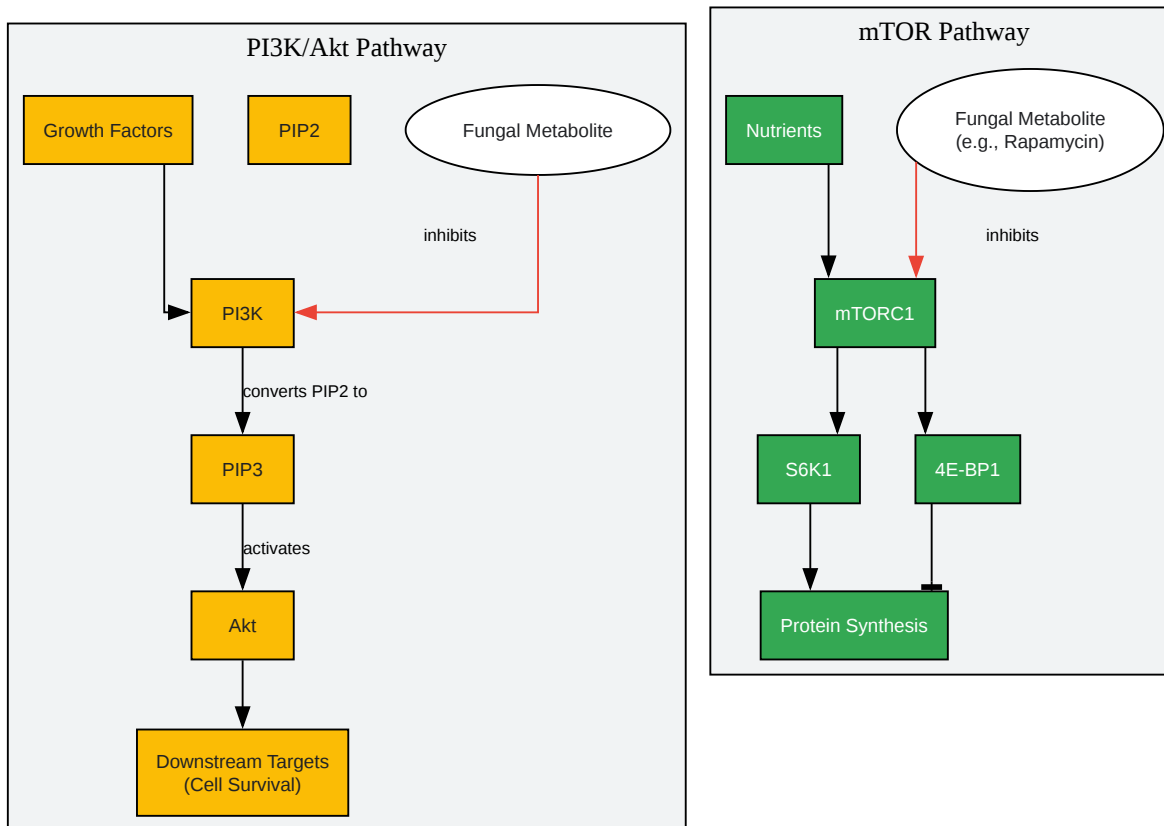 PI3K/Akt Pathway
Growth Factors
PIP2
Fungal Metabolite
inhibits
PI3K
converts PIP2 to
PIP3
activates
Akt
Downstream Targets
(Cell Survival)
mTOR Pathway
Nutrients
Fungal Metabolite
(e.g., Rapamycin)
inhibits
mTORC1
S6K1
4E-BP1
Protein Synthesis